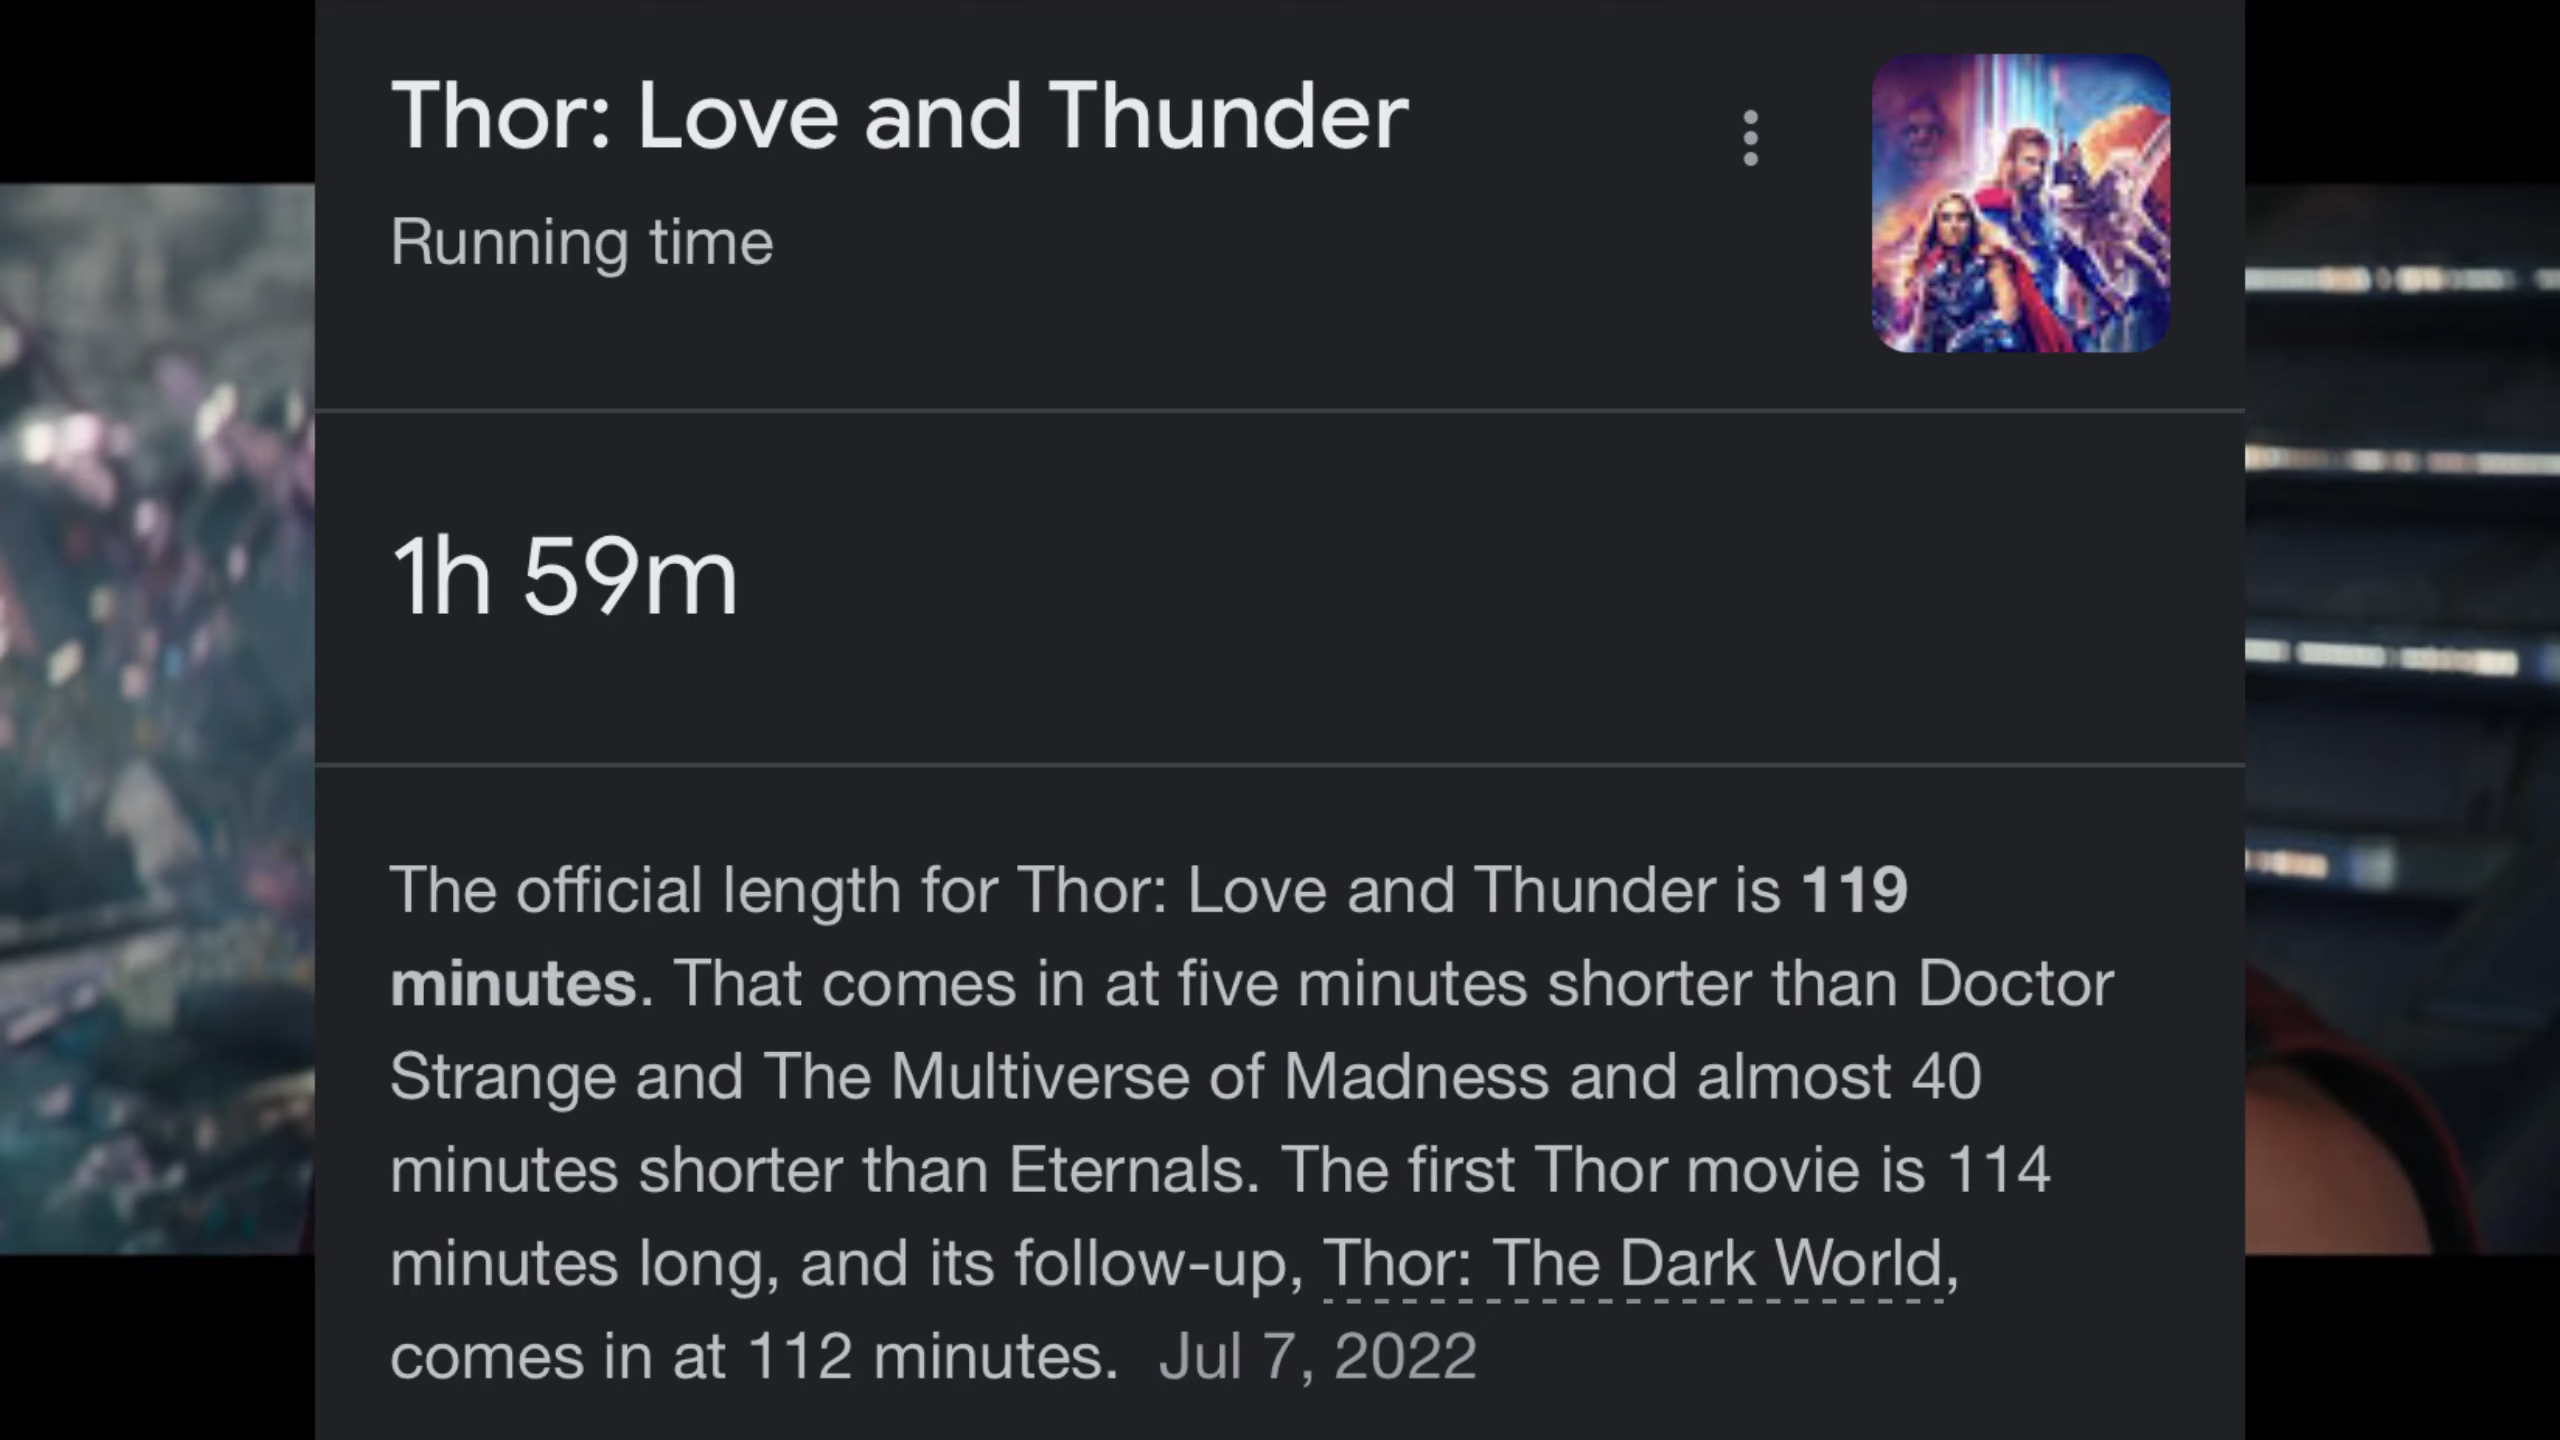 Thor: Love and Thunder
Running time
1h 59m
The official length for Thor: Love and Thunder is 119
minutes. That comes in at five minutes shorter than Doctor
Strange and The Multiverse of Madness and almost 40
minutes shorter than Eternals. The first Thor movie is 114
minutes long, and its follow-up, Thor: The Dark World,
comes in at 112 minutes. Jul 7, 2022